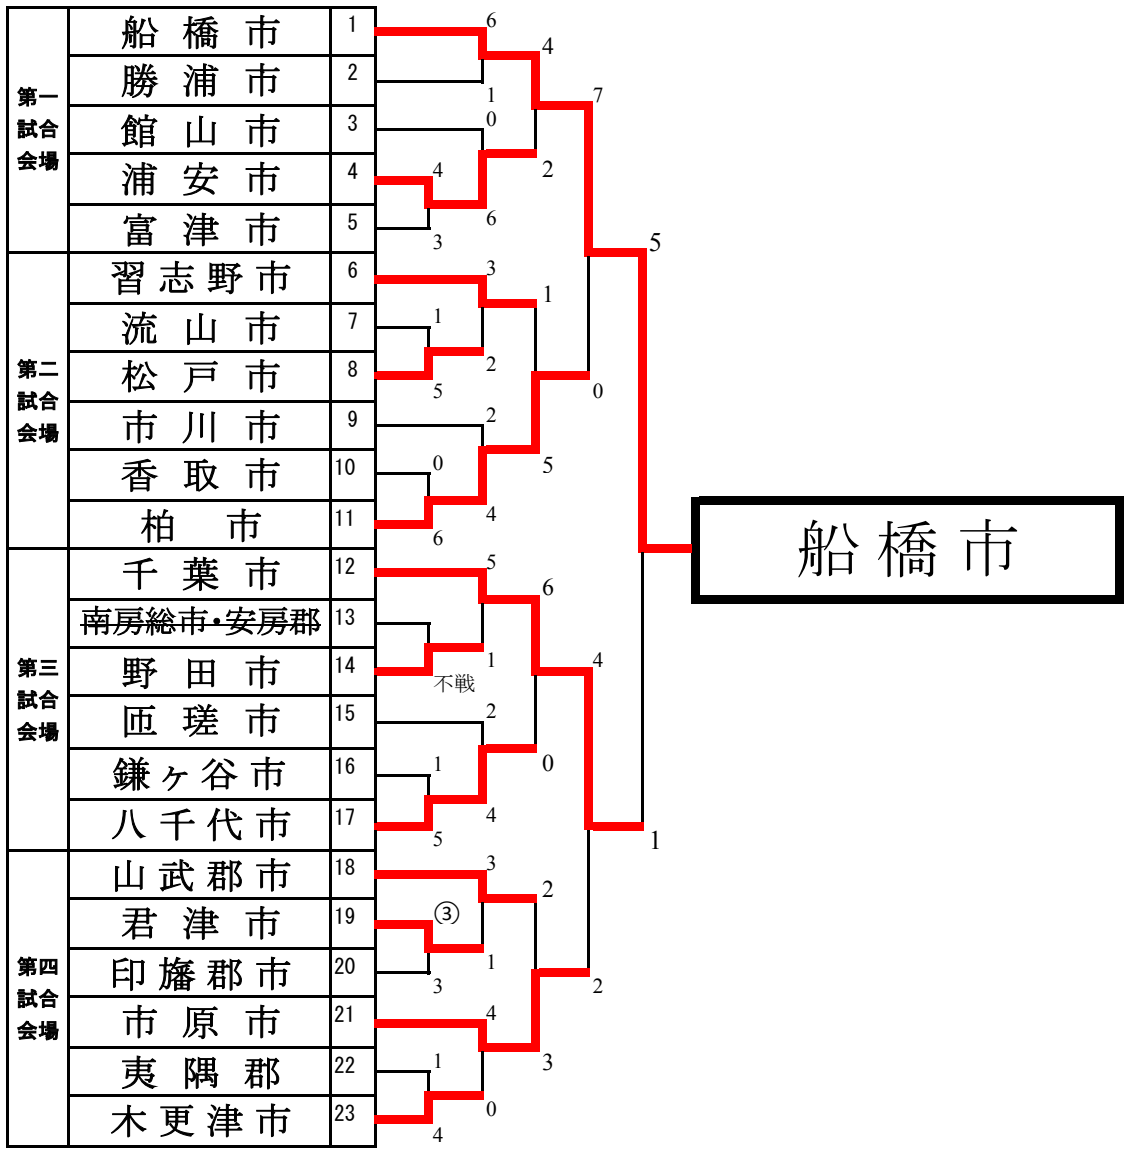 第一
試合
会場
船橋市 1
勝浦市 2
館山市 3
浦安市 4
富津市 5
第二
試合
会場
習志野市 6
流山市 7
松戸市 8
市川市 9
香取市 10
柏市 11
第三
試合
会場
千葉市 12
南房総市・安房郡 13
野田市 14
匝瑳市 15
鎌ヶ谷市 16
八千代市 17
第四
試合
会場
山武郡市 18
君津市 19
印旛郡市 20
市原市 21
夷隅郡 22
木更津市 23
4
3
1
5
0
6
不戦
1
5
③
3
1
4
6
1
0
6
3
2
2
4
5
1
2
4
3
1
4
0
4
2
1
5
6
0
2
3
7
0
4
2
5
1
船橋市